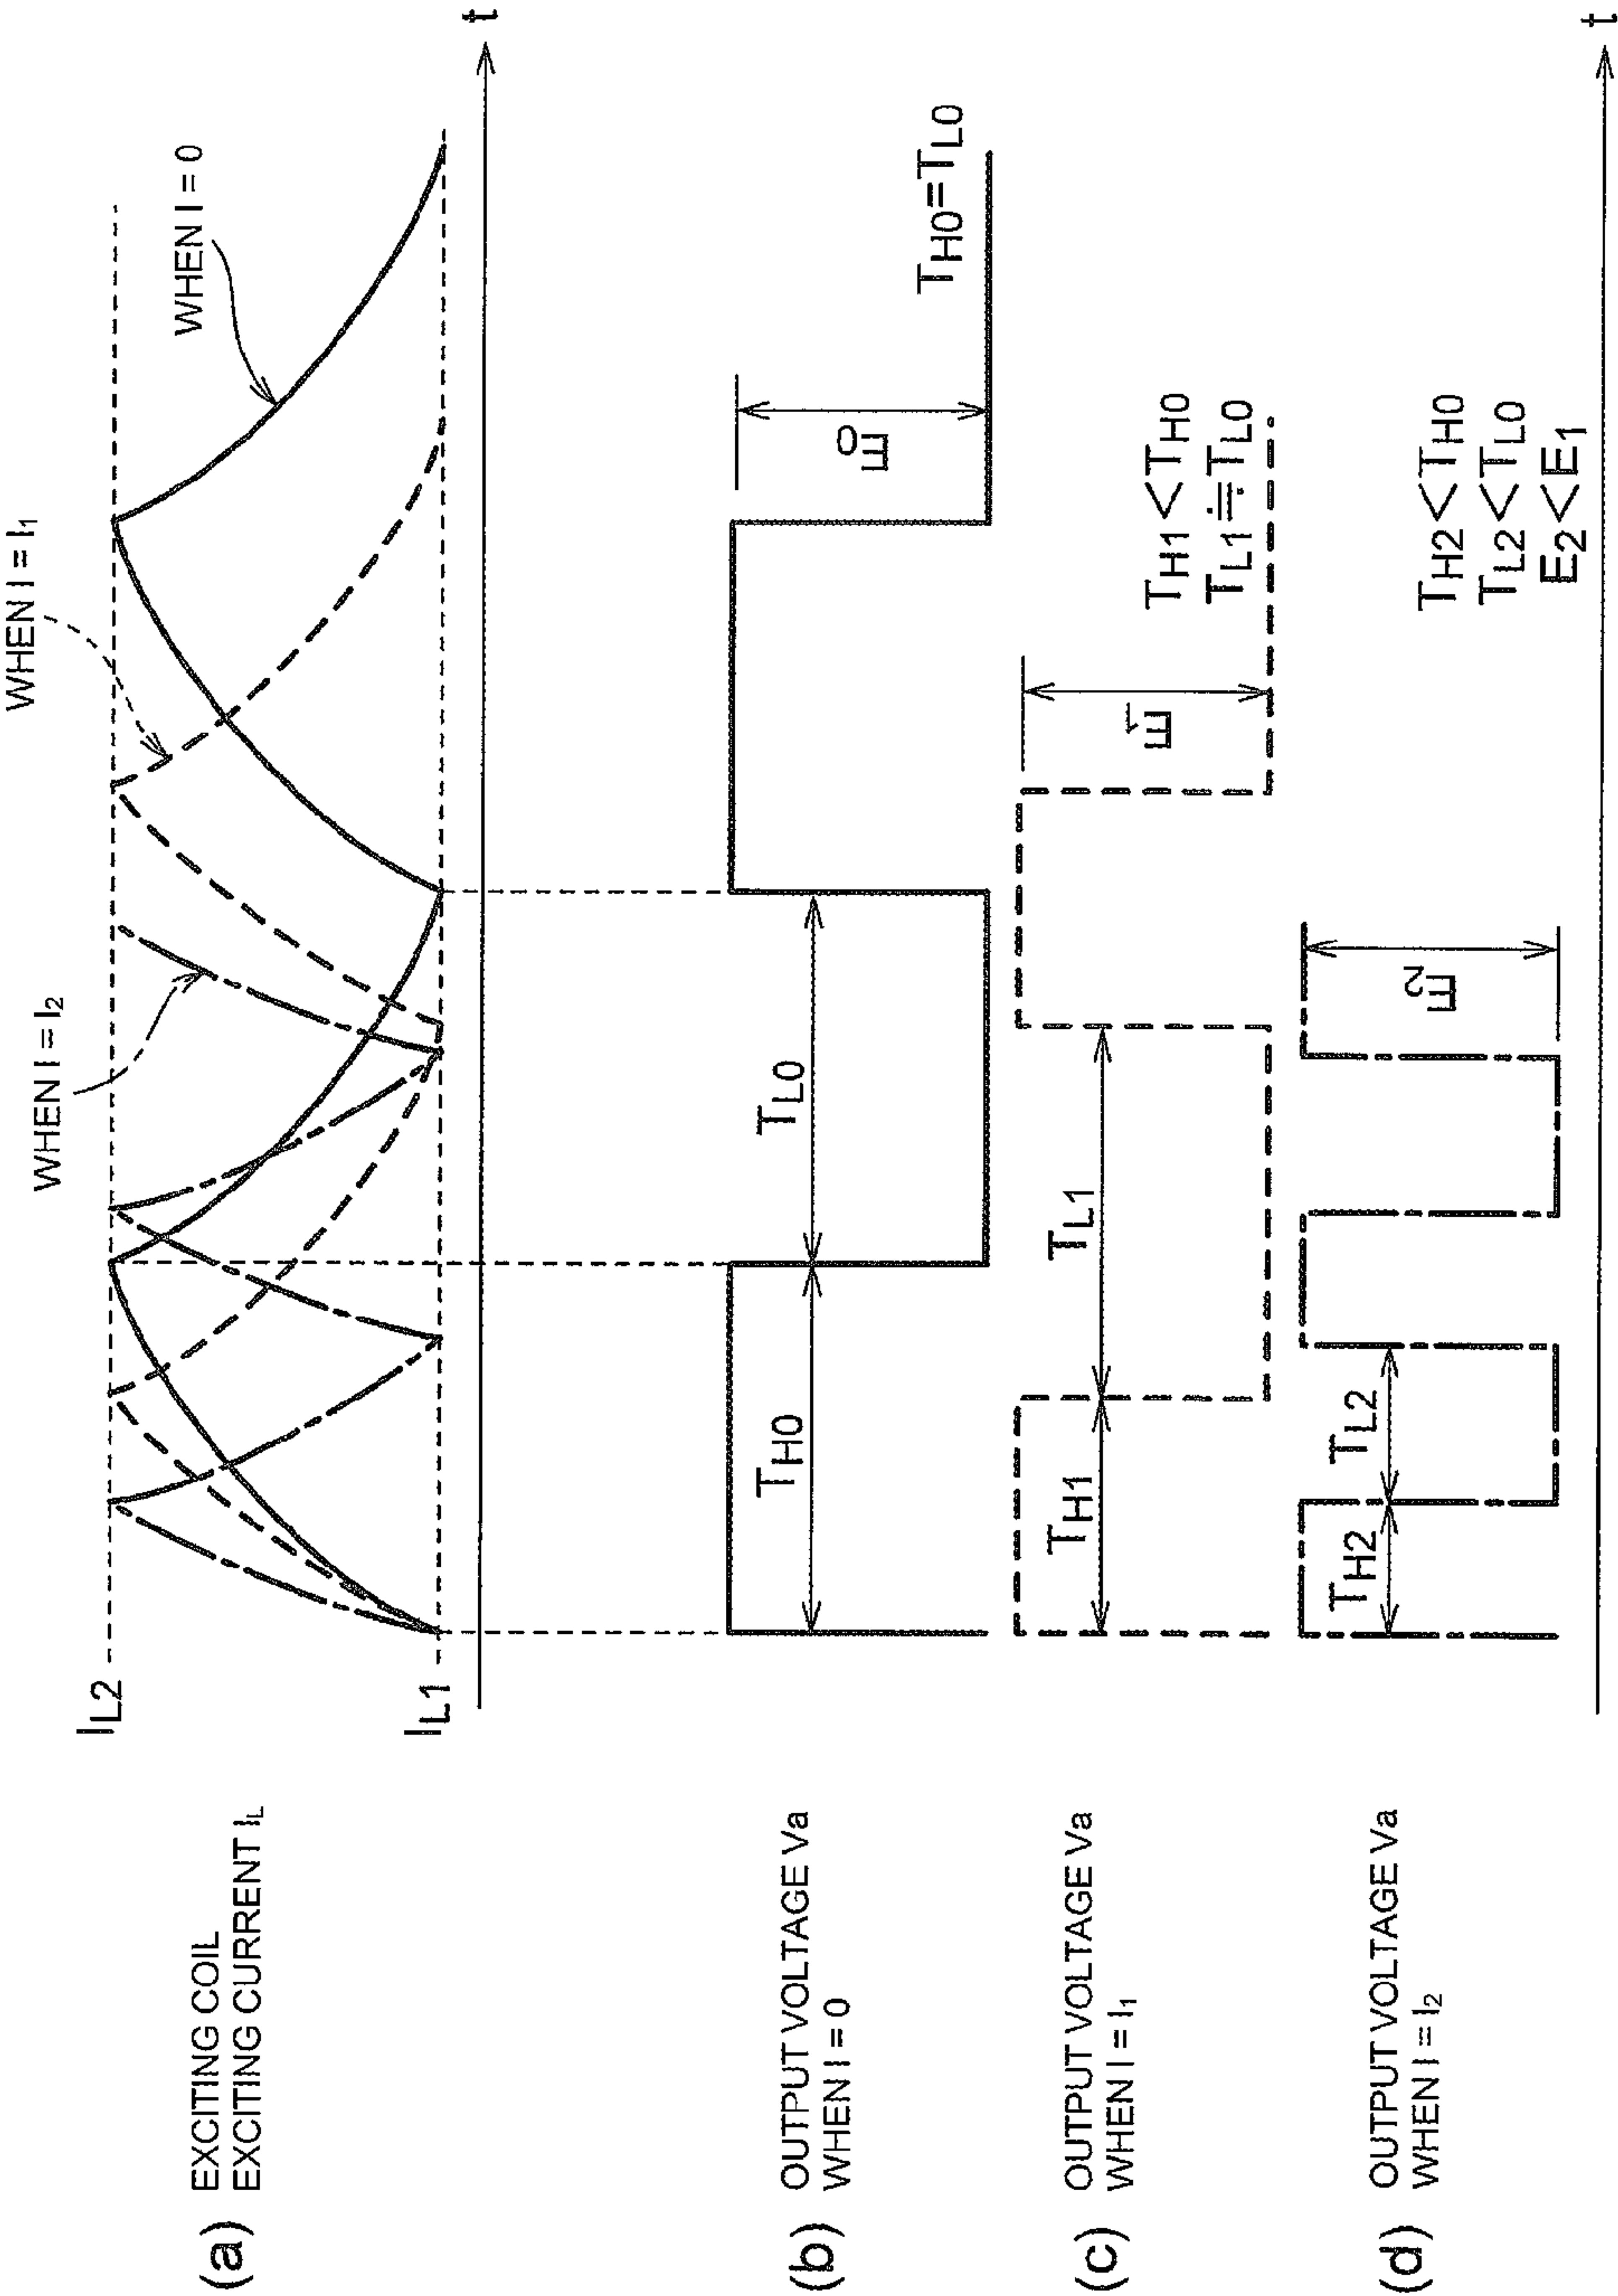 (a) EXCITING COIL
EXCITING CURRENT IL
IL2
IL1
WHEN I = I2
WHEN I = I1
WHEN I = 0
t
(b) OUTPUT VOLTAGE Va
WHEN I = 0
TH0
TL0
E0
TH0=TL0
(c) OUTPUT VOLTAGE Va
WHEN I = I1
TH1
TL1
E1
TH1<TH0
TL1≒TL0
(d) OUTPUT VOLTAGE Va
WHEN I = I2
TH2
TL2
E2
TH2<TH0
TL2<TL0
E2<E1
t